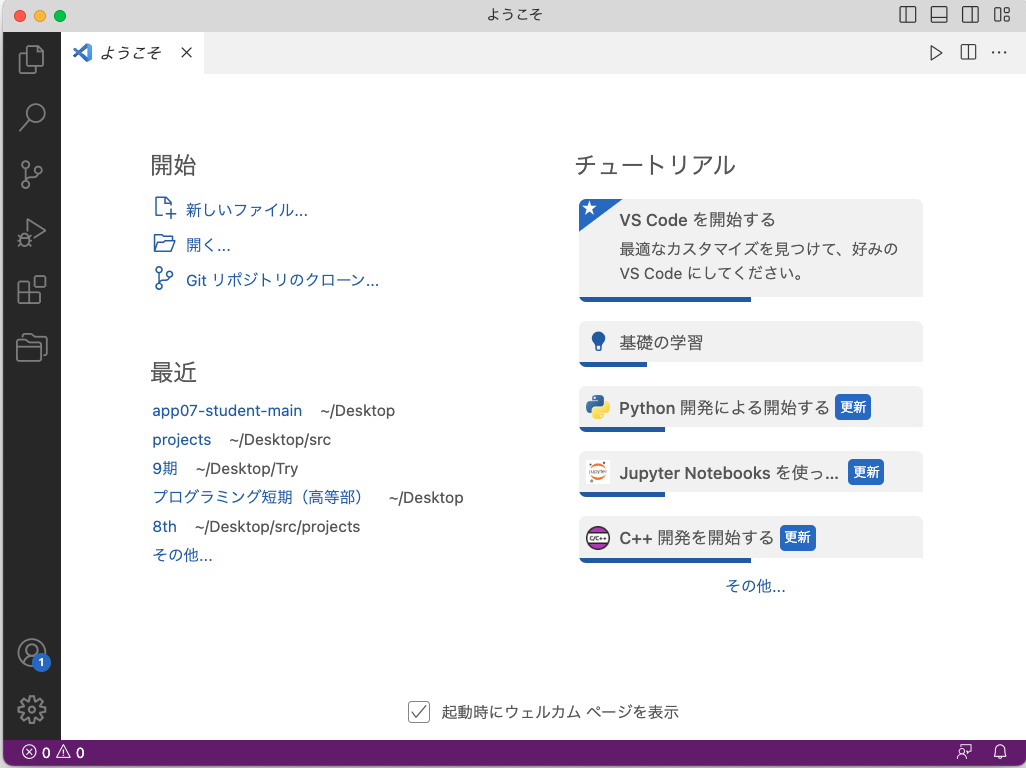 ようこそ
ようこそ
開始
新しいファイル...
開く...
Git リポジトリのクローン...
最近
app07-student-main ~/Desktop
projects ~/Desktop/src
9期 ~/Desktop/Try
プログラミング短期（高等部） ~/Desktop
8th ~/Desktop/src/projects
その他...
チュートリアル
VS Code を開始する
最適なカスタマイズを見つけて、好みの
VS Code にしてください。
基礎の学習
Python 開発による開始する 更新
jupyter
Jupyter Notebooks を使っ... 更新
C/C++
C++ 開発を開始する 更新
その他...
1
起動時にウェルカム ページを表示
0 0